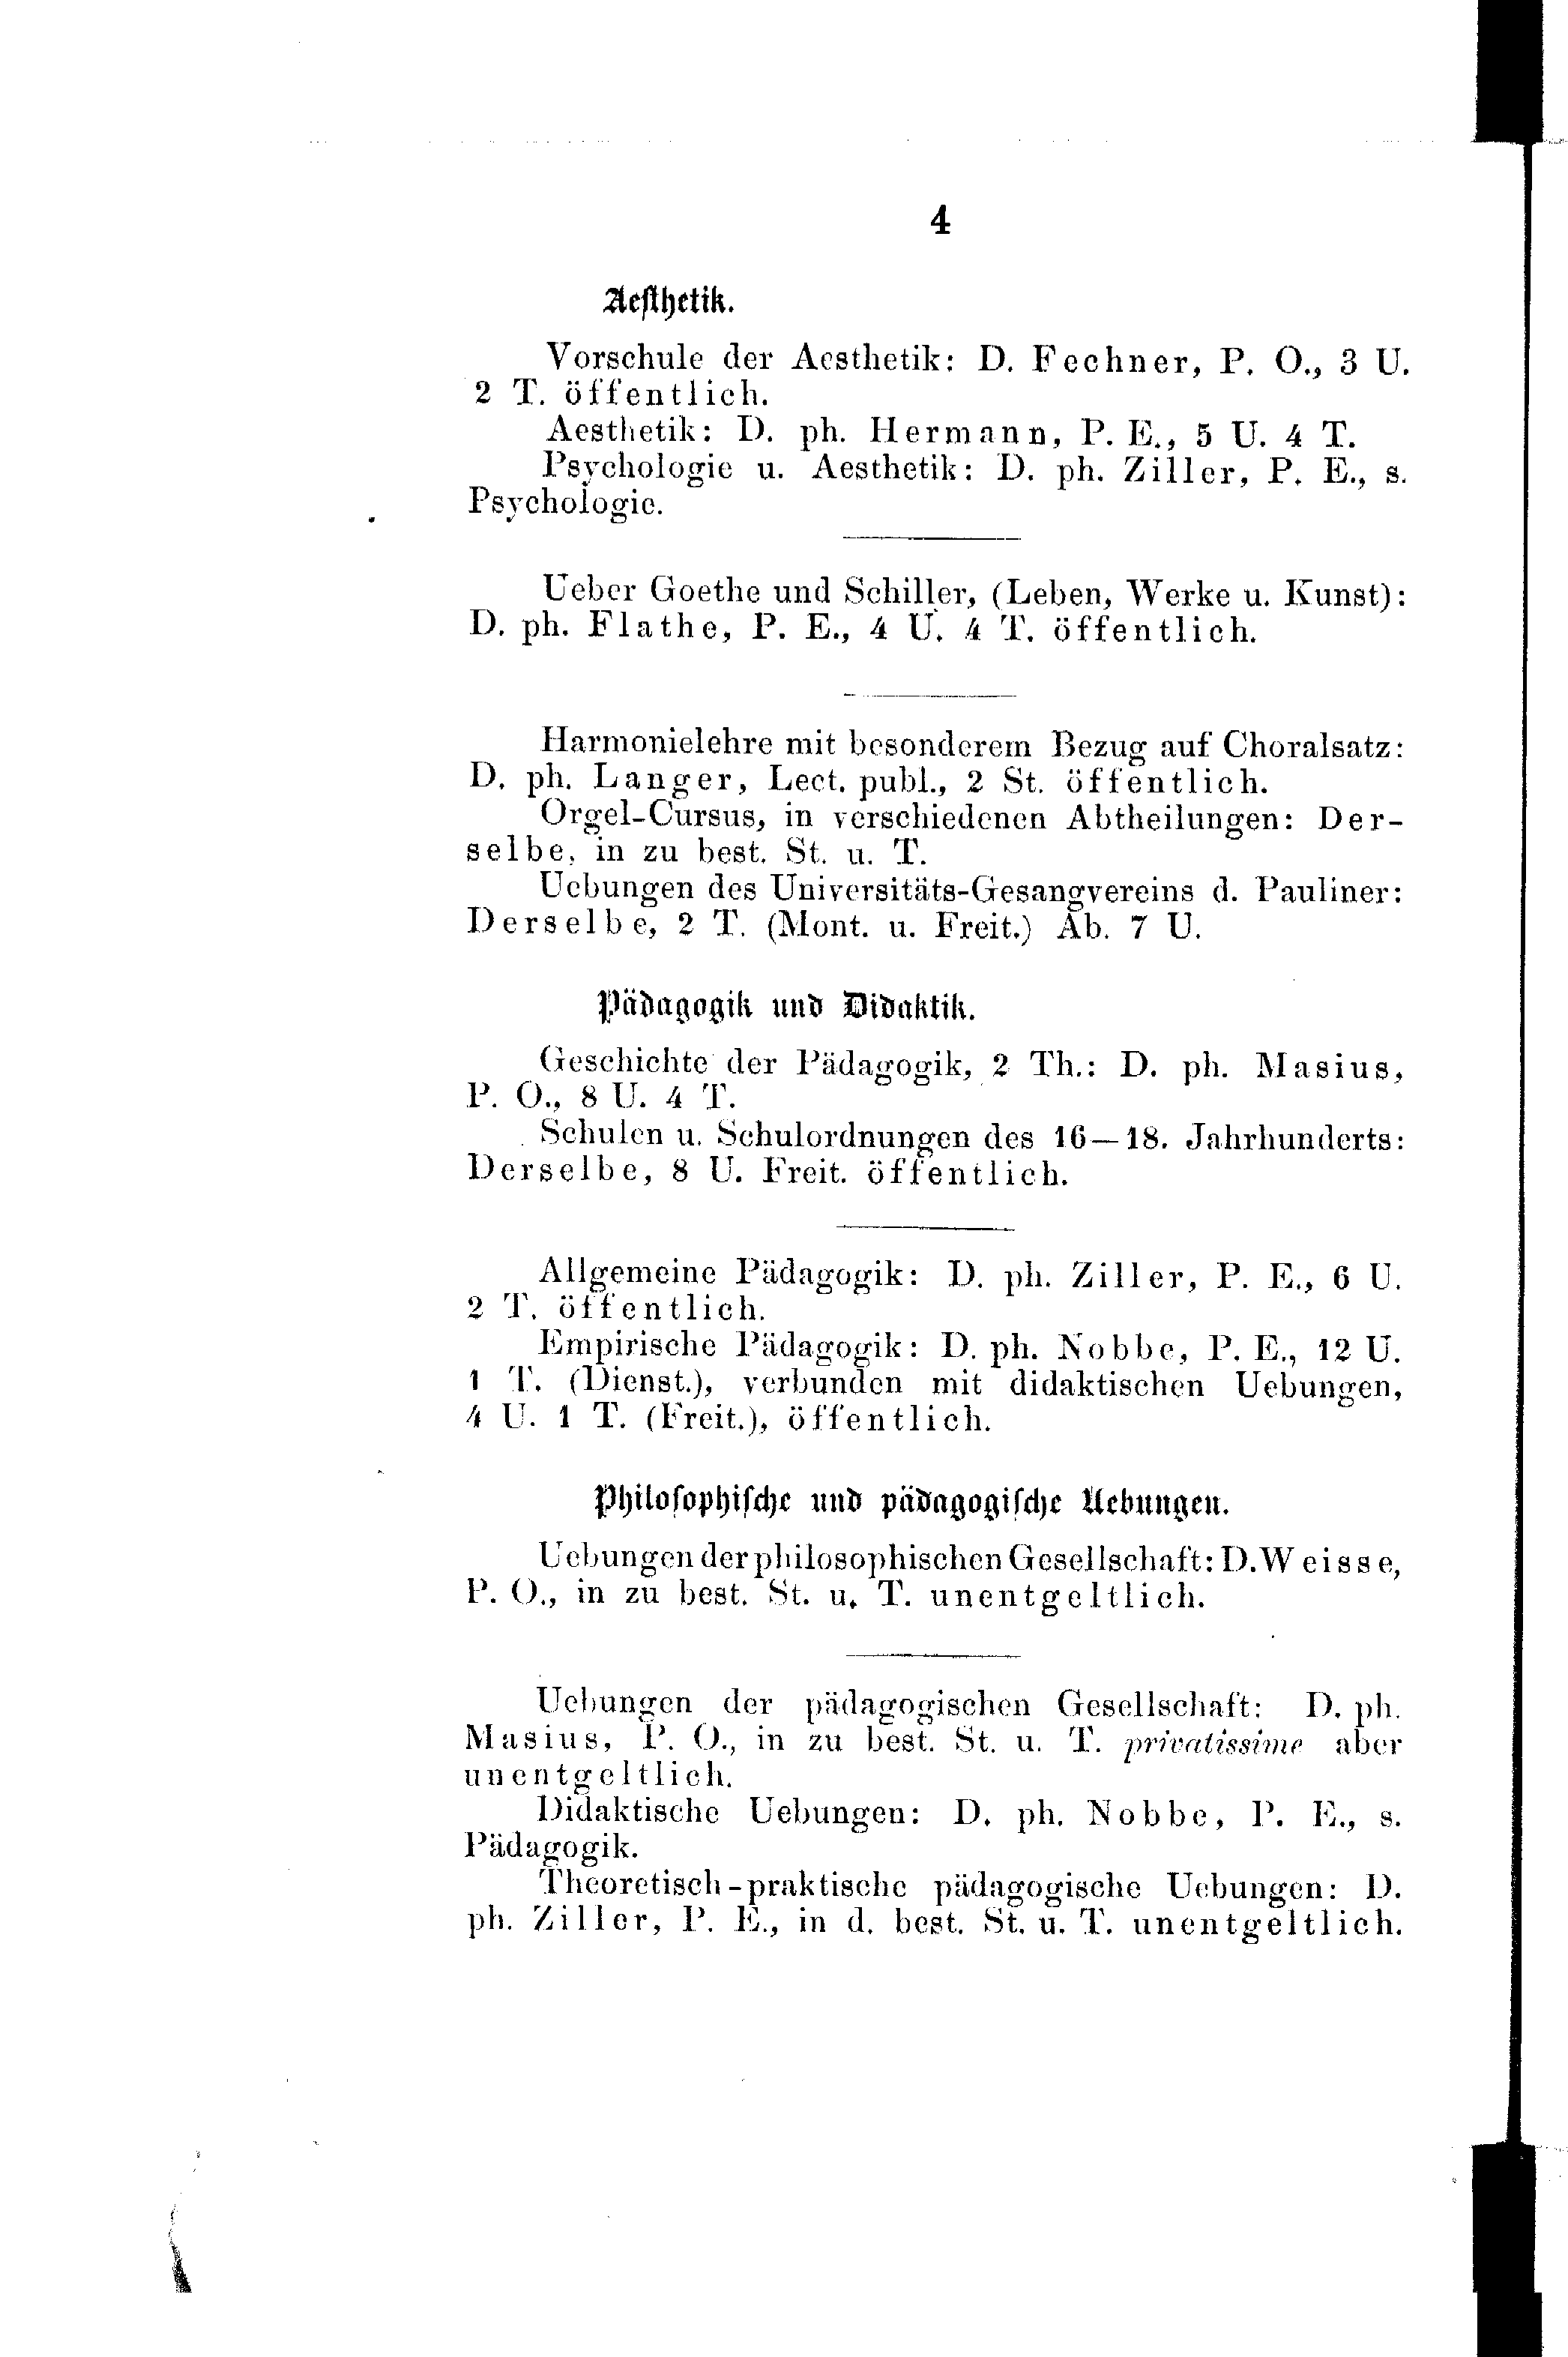 4
Aesthetik.
Vorschule der Aesthetik: D. Fechner, P. O., 3 U.
2 T. öffentlich.
Aesthetik: D. ph. Hermann, P. E., 5 U. 4 T.
Psychologie u. Aesthetik: D. ph. Ziller, P. E., s.
Psychologie.
Ueber Goethe und Schiller, (Leben, Werke u. Kunst):
D. ph. Flathe, P. E., 4 U. 4 T. öffentlich.
Harmonielehre mit besonderem Bezug auf Choralsatz:
D. ph. Langer, Lect. publ., 2 St. öffentlich.
Orgel-Cursus, in verschiedenen Abtheilungen: Der-
selbe, in zu best. St. u. T.
Uebungen des Universitäts-Gesangvereins d. Pauliner:
Derselbe, 2 T. (Mont. u. Freit.) Ab. 7 U.
Pädagogik und Didaktik.
Geschichte der Pädagogik, 2 Th.: D. ph. Masius,
P. O., 8 U. 4 T.
Schulen u. Schulordnungen des 16—18. Jahrhunderts:
Derselbe, 8 U. Freit. öffentlich.
Allgemeine Pädagogik: D. ph. Ziller, P. E., 6 U.
2 T. öffentlich.
Empirische Pädagogik: D. ph. Nobbe, P. E., 12 U.
1 T. (Dienst.), verbunden mit didaktischen Uebungen,
4 U. 1 T. (Freit.), öffentlich.
Philosophische und pädagogische Uebungen.
Uebungen der philosophischen Gesellschaft: D. Weisse,
P. O., in zu best. St. u. T. unentgeltlich.
Uebungen der pädagogischen Gesellschaft: D. ph.
Masius, P. O., in zu best. St. u. T. privatissime aber
unentgeltlich.
Didaktische Uebungen: D. ph. Nobbe, P. E., s.
Pädagogik.
Theoretisch-praktische pädagogische Uebungen: D.
ph. Ziller, P. E., in d. best. St. u. T. unentgeltlich.